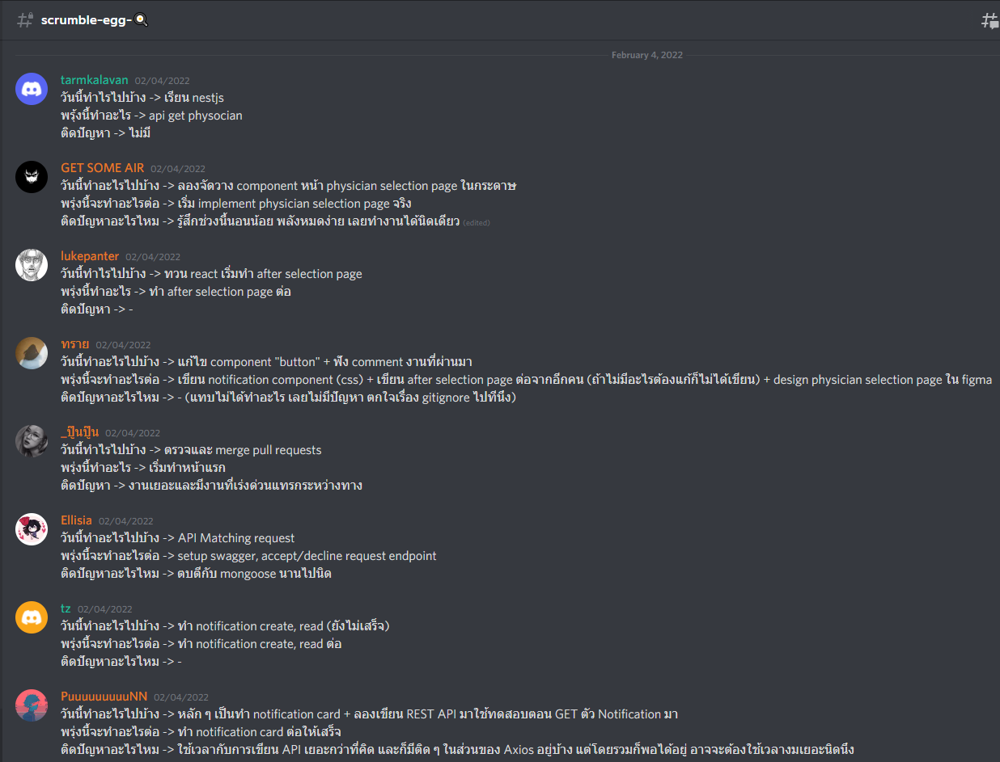 scrumble-egg-🍳
February 4, 2022
tarmkalavan 02/04/2022
วันนี้ทำไรไปบ้าง -> เรียน nestjs
พรุ้งนี้ทำอะไร -> api get physocian
ติดปัญหา -> ไม่มี
GET SOME AIR 02/04/2022
วันนี้ทำอะไรไปบ้าง -> ลองจัดวาง component หน้า physician selection page ในกระดาษ
พรุ่งนี้จะทำอะไรต่อ -> เริ่ม implement physician selection page จริง
ติดปัญหาอะไรไหม -> รู้สึกช่วงนี้นอนน้อย พลังหมดง่าย เลยทำงานได้นิดเดียว (edited)
lukepanter 02/04/2022
วันนี้ทำไรไปบ้าง -> ทวน react เริ่มทำ after selection page
พรุ่งนี้ทำอะไร -> ทำ after selection page ต่อ
ติดปัญหา -> -
ทราย 02/04/2022
วันนี้ทำอะไรไปบ้าง -> แก้ไข component "button" + ฟัง comment งานที่ผ่านมา
พรุ่งนี้จะทำอะไรต่อ -> เขียน notification component (css) + เขียน after selection page ต่อจากอีกคน (ถ้าไม่มีอะไรต้องแก้ก็ไม่ได้เขียน) + design physician selection page ใน figma
ติดปัญหาอะไรไหม -> - (แทบไม่ได้ทำอะไร เลยไม่มีปัญหา ตกใจเรื่อง gitignore ไปทีนึง)
_ปู๊นปู๊น 02/04/2022
วันนี้ทำไรไปบ้าง -> ตรวจและ merge pull requests
พรุ่งนี้ทำอะไร -> เริ่มทำหน้าแรก
ติดปัญหา -> งานเยอะและมีงานที่เร่งด่วนแทรกระหว่างทาง
Ellisia 02/04/2022
วันนี้ทำอะไรไปบ้าง -> API Matching request
พรุ่งนี้จะทำอะไรต่อ -> setup swagger, accept/decline request endpoint
ติดปัญหาอะไรไหม -> ตบตีกับ mongoose นานไปนิด
tz 02/04/2022
วันนี้ทำอะไรไปบ้าง -> ทำ notification create, read (ยังไม่เสร็จ)
พรุ่งนี้จะทำอะไรต่อ -> ทำ notification create, read ต่อ
ติดปัญหาอะไรไหม -> -
PuuuuuuuuuNN 02/04/2022
วันนี้ทำอะไรไปบ้าง -> หลัก ๆ เป็นทำ notification card + ลองเขียน REST API มาใช้ทดสอบตอน GET ตัว Notification มา
พรุ่งนี้จะทำอะไรต่อ -> ทำ notification card ต่อให้เสร็จ
ติดปัญหาอะไรไหม -> ใช้เวลากับการเขียน API เยอะกว่าที่คิด และก็มีติด ๆ ในส่วนของ Axios อยู่บ้าง แต่โดยรวมก็พอได้อยู่ อาจจะต้องใช้เวลางมเยอะนิดนึง